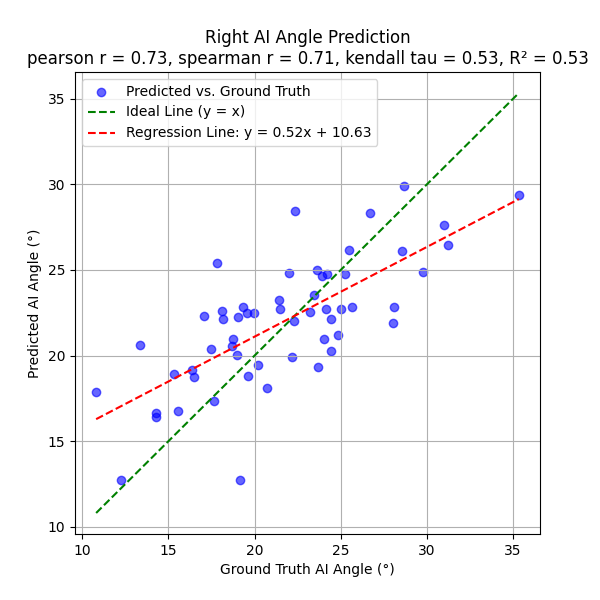 Right AI Angle Prediction
pearson r = 0.73, spearman r = 0.71, kendall tau = 0.53, R² = 0.53
Predicted vs. Ground Truth
Ideal Line (y = x)
Regression Line: y = 0.52x + 10.63
35
30
25
20
15
10
Predicted AI Angle (°)
10 15 20 25 30 35
Ground Truth AI Angle (°)